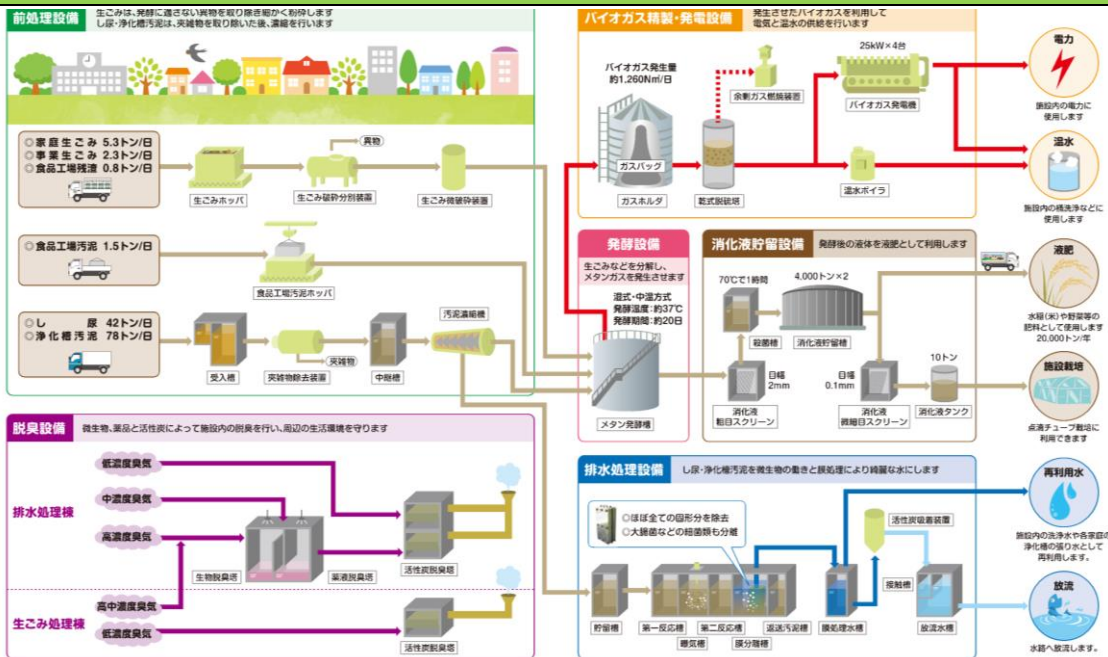 前処理設備
生ごみは、発酵に適さない異物を取り除き細かく粉砕します
し尿・浄化槽汚泥は、夾雑物を取り除いた後、濃縮を行います
◎家庭生ごみ 5.3トン/日
◎事業生ごみ 2.3トン/日
◎食品工場残渣 0.8トン/日
生ごみホッパ
異物
生ごみ破砕分別装置
生ごみ微破砕装置
◎食品工場汚泥 1.5トン/日
食品工場汚泥ホッパ
◎し尿 42トン/日
◎浄化槽汚泥 78トン/日
受入槽
夾雑物
夾雑物除去装置
中継槽
汚泥濃縮機
バイオガス精製・発電設備
発生させたバイオガスを利用して
電気と温水の供給を行います
バイオガス発生量
約1,260N㎥/日
ガスバッグ
ガスホルダ
乾式脱硫塔
余剰ガス燃焼装置
25kW×4台
バイオガス発電機
温水ボイラ
電力
施設内の電力に
使用します
温水
施設内の桶洗浄などに
使用します
発酵設備
生ごみなどを分解し、
メタンガスを発生させます
湿式・中温方式
発酵温度:約37℃
発酵期間:約20日
メタン発酵槽
消化液貯留設備
発酵後の液体を液肥として利用します
70℃で1時間
殺菌槽
4,000トン×2
消化液貯留槽
目幅
2mm
消化液
粗目スクリーン
目幅
0.1mm
消化液
微細目スクリーン
10トン
消化液タンク
液肥
水稲(米)や野菜等の
肥料として使用します
20,000トン/年
施設栽培
点滴チューブ栽培に
利用できます
脱臭設備
微生物、薬品と活性炭によって施設内の脱臭を行い、周辺の生活環境を守ります
排水処理棟
低濃度臭気
中濃度臭気
高濃度臭気
生物脱臭塔
薬液脱臭塔
活性炭脱臭塔
生ごみ処理棟
高中濃度臭気
低濃度臭気
活性炭脱臭塔
排水処理設備
し尿・浄化槽汚泥を微生物の働きと膜処理により綺麗な水にします
◎ほぼ全ての固形分を除去
◎大腸菌などの細菌類も分離
貯留槽
第一反応槽
曝気槽
第二反応槽
膜分離槽
返送汚泥槽
膜処理水槽
活性炭吸着装置
接触槽
放流水槽
再利用水
施設内の洗浄水や各家庭の
浄化槽の張り水として
再利用します。
放流
水路へ放流します。